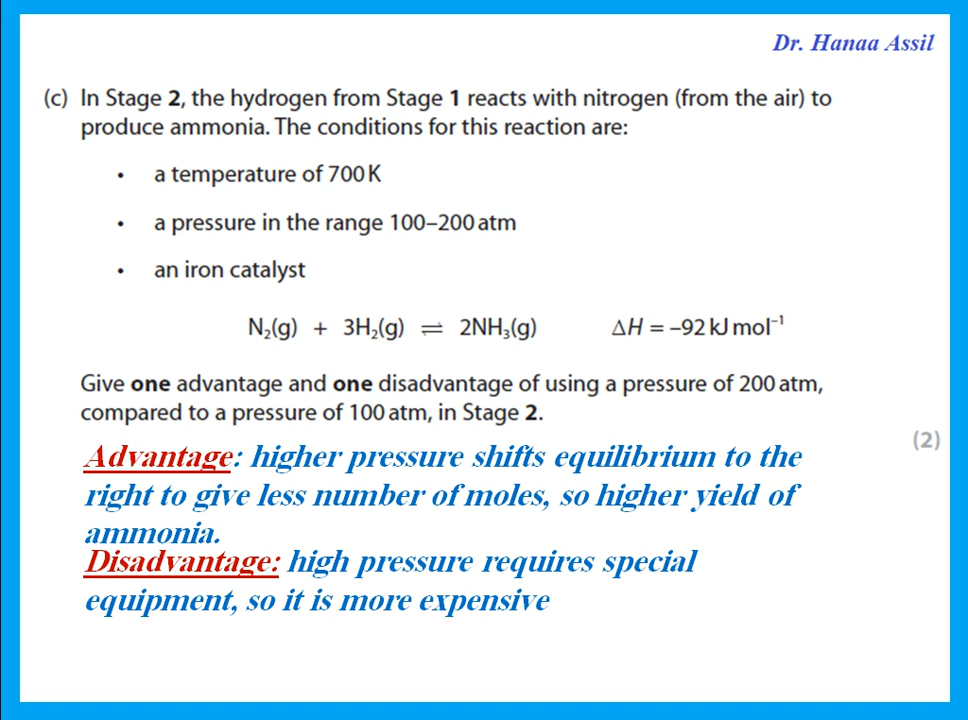 Dr. Hanaa Assil
(c) In Stage 2, the hydrogen from Stage 1 reacts with nitrogen (from the air) to
produce ammonia. The conditions for this reaction are:
• a temperature of 700 K
• a pressure in the range 100–200 atm
• an iron catalyst
N₂(g) + 3H₂(g) ⇌ 2NH₃(g) ΔH = –92 kJ mol⁻¹
Give one advantage and one disadvantage of using a pressure of 200 atm,
compared to a pressure of 100 atm, in Stage 2.
(2)
Advantage: higher pressure shifts equilibrium to the
right to give less number of moles, so higher yield of
ammonia.
Disadvantage: high pressure requires special
equipment, so it is more expensive